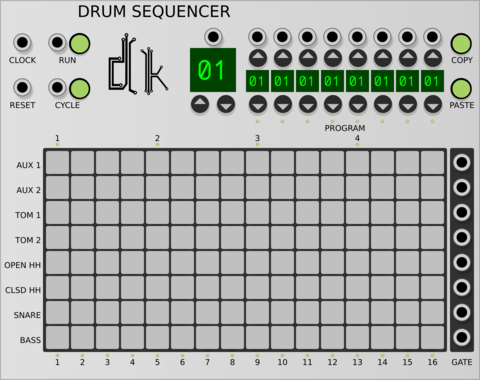 DRUM SEQUENCER
CLOCK RUN COPY
RESET CYCLE PASTE
dtk
01
01 01 01 01 01 01 01 01
PROGRAM
1 2 3 4
AUX 1
AUX 2
TOM 1
TOM 2
OPEN HH
CLSD HH
SNARE
BASS
1 2 3 4 5 6 7 8 9 10 11 12 13 14 15 16 GATE